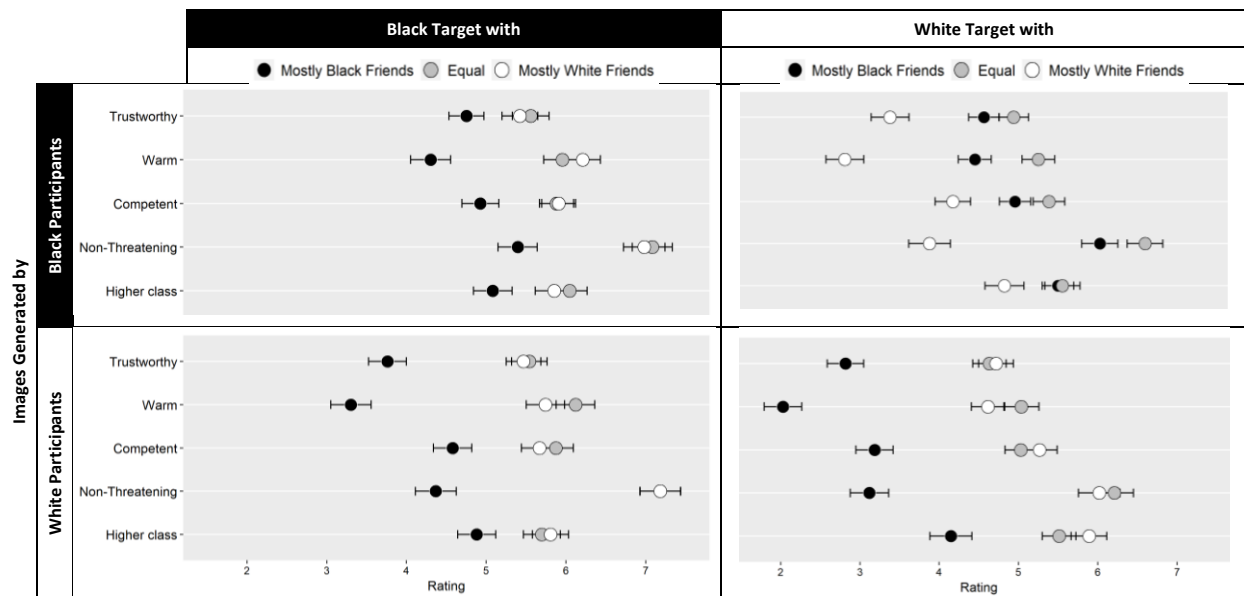 Black Target with
White Target with
Mostly Black Friends Equal Mostly White Friends
Mostly Black Friends Equal Mostly White Friends
Images Generated by
Black Participants
Trustworthy
Warm
Competent
Non-Threatening
Higher class
White Participants
Trustworthy
Warm
Competent
Non-Threatening
Higher class
2 3 4 5 6 7
Rating
2 3 4 5 6 7
Rating